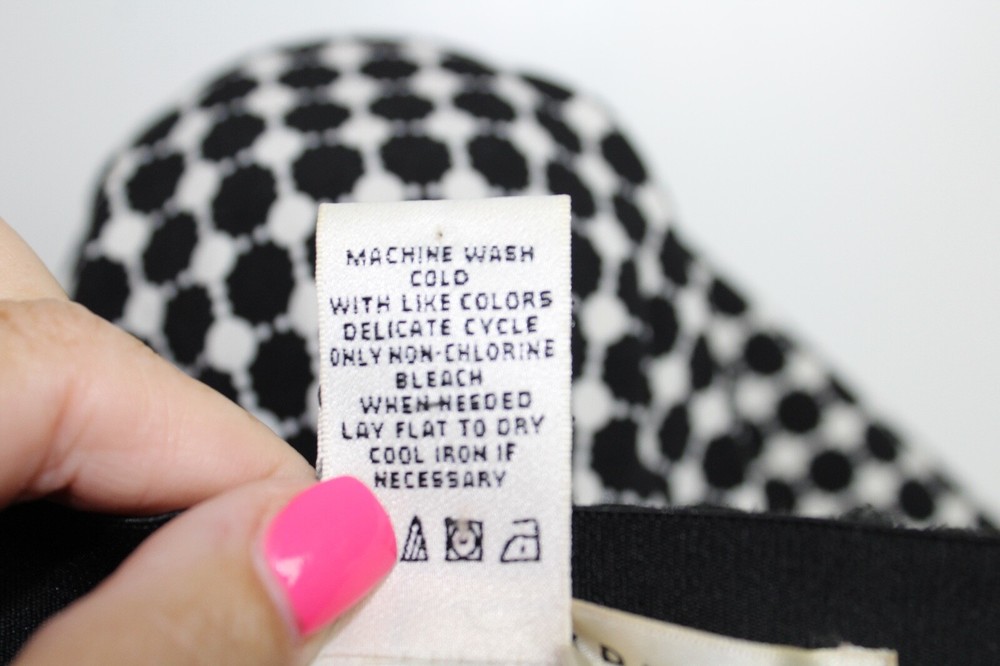 MACHINE WASH
COLD
WITH LIKE COLORS
DELICATE CYCLE
ONLY NON-CHLORINE
BLEACH
WHEN NEEDED
LAY FLAT TO DRY
COOL IRON IF
NECESSARY